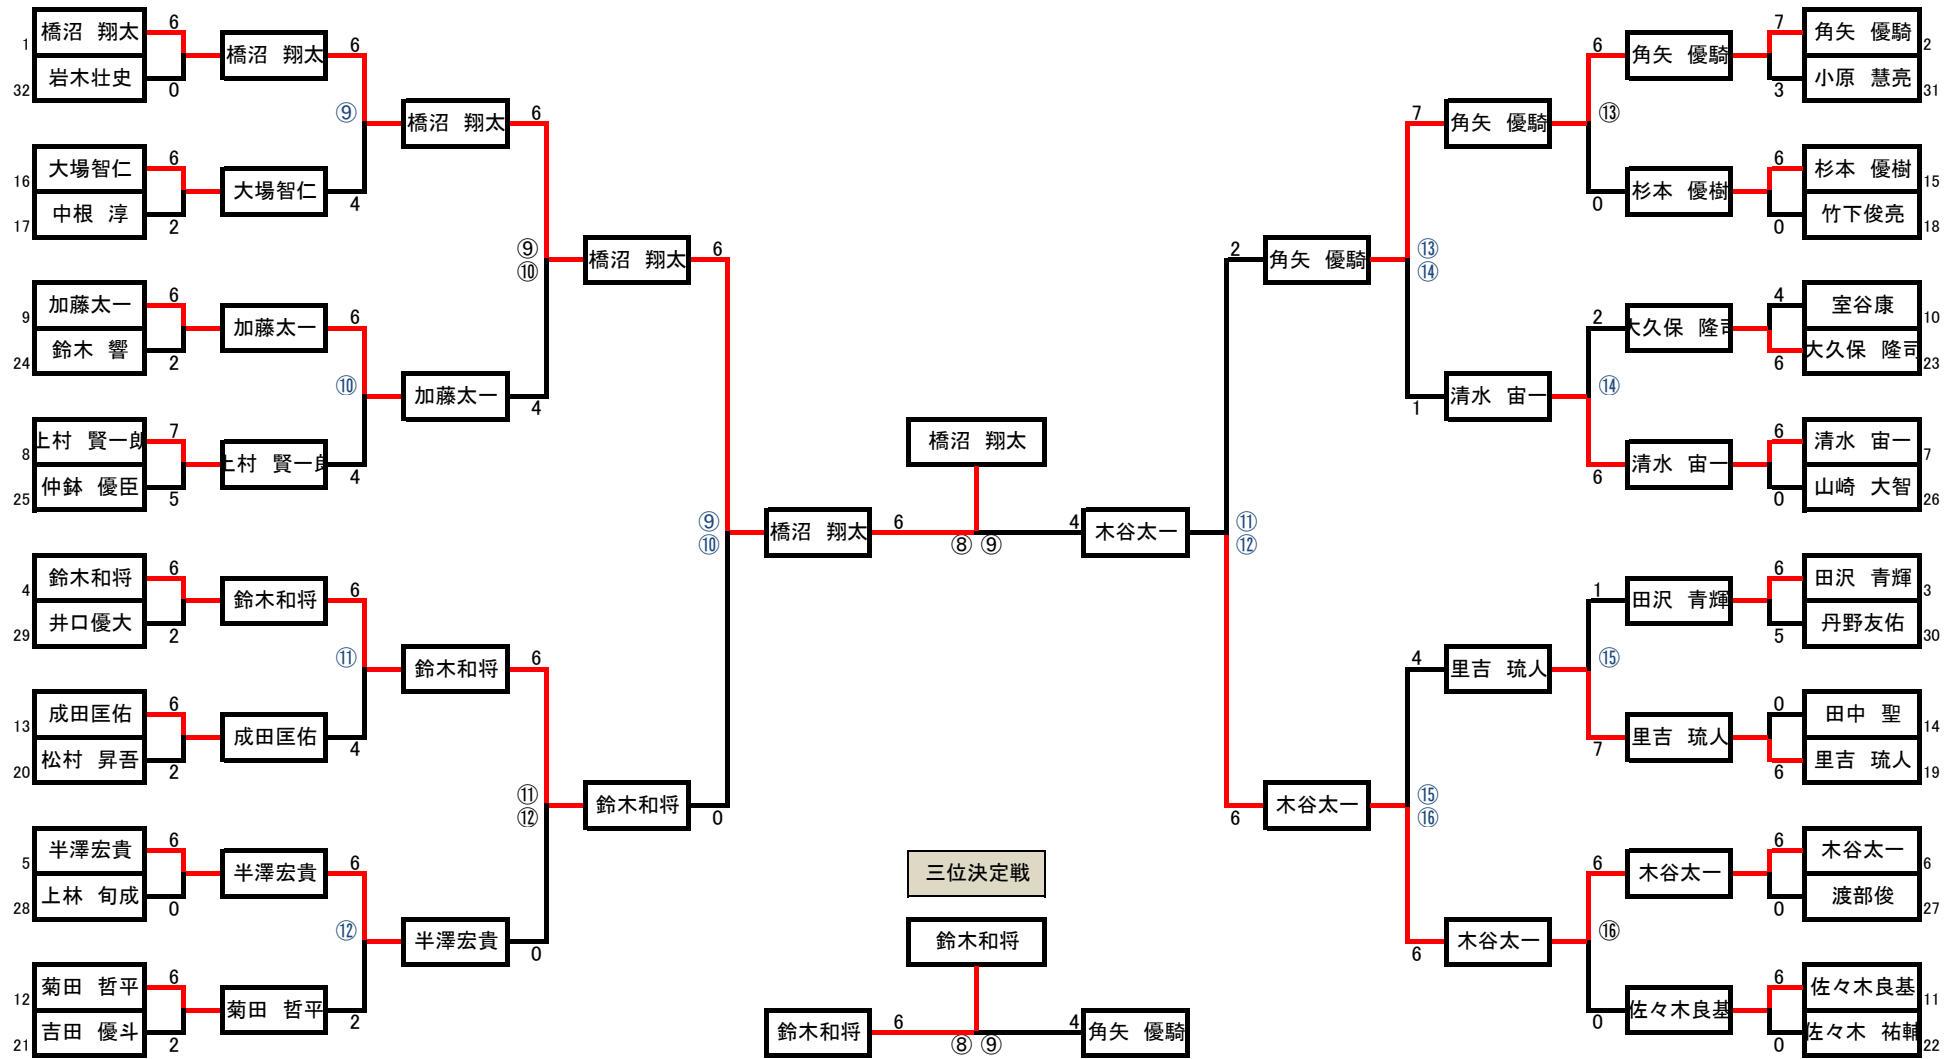 1 橋沼 翔太 6
32 岩木壮史 0
橋沼 翔太 6
⑨
16 大場智仁 6
17 中根 淳 2
大場智仁 4
橋沼 翔太 6
⑨
⑩
9 加藤太一 6
24 鈴木 響 2
加藤太一 6
⑩
8 上村 賢一郎 7
25 仲鉢 優臣 5
上村 賢一郎 4
加藤太一 4
橋沼 翔太 6
⑨
⑩
4 鈴木和将 6
29 井口優大 2
鈴木和将 6
⑪
13 成田匡佑 6
20 松村 昇吾 2
成田匡佑 4
鈴木和将 6
⑪
⑫
5 半澤宏貴 6
28 上林 旬成 0
半澤宏貴 6
⑫
12 菊田 哲平 6
21 吉田 優斗 2
菊田 哲平 2
半澤宏貴 0
鈴木和将 0
橋沼 翔太
橋沼 翔太 6
⑧ ⑨
4 木谷太一
三位決定戦
鈴木和将
鈴木和将 6
⑧ ⑨
4 角矢 優騎
7 角矢 優騎 2
3 小原 慧亮 31
6 角矢 優騎
⑬
6 杉本 優樹 15
0 竹下俊亮 18
0 杉本 優樹
7 角矢 優騎
⑬
⑭
4 室谷康 10
6 大久保 隆司 23
2 大久保 隆司
⑭
6 清水 宙一 7
0 山崎 大智 26
6 清水 宙一
1 清水 宙一
2 角矢 優騎
⑪
⑫
6 田沢 青輝 3
5 丹野友佑 30
1 田沢 青輝
⑮
0 田中 聖 14
6 里吉 琉人 19
7 里吉 琉人
4 里吉 琉人
⑮
⑯
6 木谷太一 6
0 渡部俊 27
6 木谷太一
⑯
6 佐々木良基 11
0 佐々木 祐輔 22
0 佐々木良基
6 木谷太一
6 木谷太一